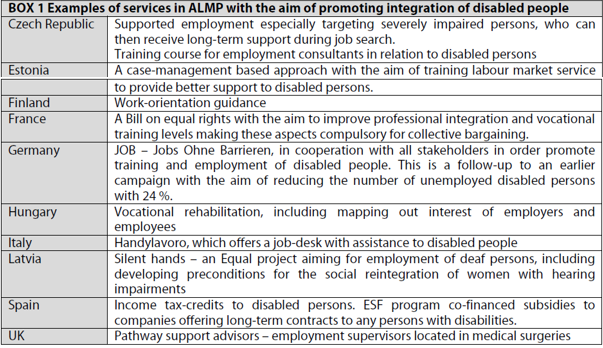 BOX 1 Examples of services in ALMP with the aim of promoting integration of disabled people
Czech Republic Supported employment especially targeting severely impaired persons, who can
then receive long-term support during job search.
Training course for employment consultants in relation to disabled persons
Estonia A case-management based approach with the aim of training labour market service
to provide better support to disabled persons.
Finland Work-orientation guidance
France A Bill on equal rights with the aim to improve professional integration and vocational
training levels making these aspects compulsory for collective bargaining.
Germany JOB – Jobs Ohne Barrieren, in cooperation with all stakeholders in order promote
training and employment of disabled people. This is a follow-up to an earlier
campaign with the aim of reducing the number of unemployed disabled persons
with 24 %.
Hungary Vocational rehabilitation, including mapping out interest of employers and
employees
Italy Handylavoro, which offers a job-desk with assistance to disabled people
Latvia Silent hands – an Equal project aiming for employment of deaf persons, including
developing preconditions for the social reintegration of women with hearing
impairments
Spain Income tax-credits to disabled persons. ESF program co-financed subsidies to
companies offering long-term contracts to any persons with disabilities.
UK Pathway support advisors – employment supervisors located in medical surgeries